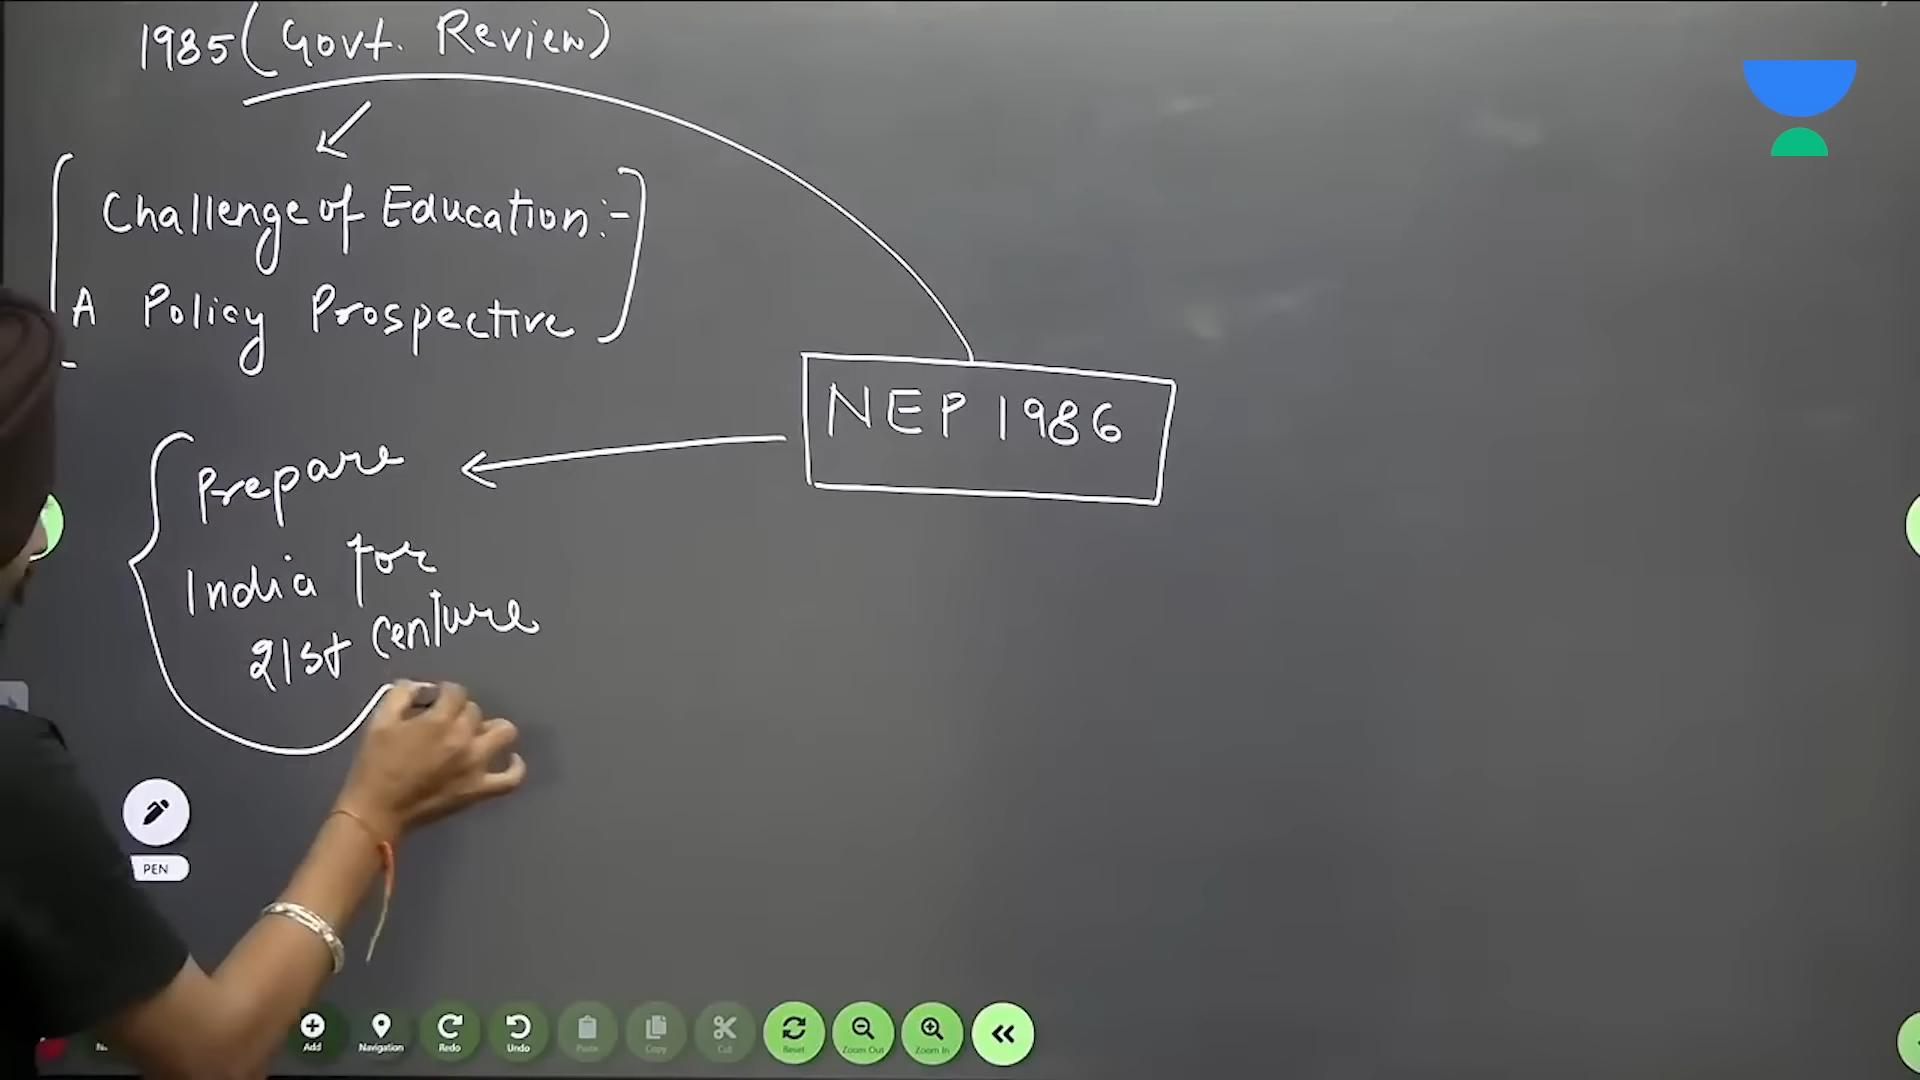 1985 (Govt. Review)
Challenge of Education:-
A Policy Prospective
NEP 1986
Prepare
India for
21st Centure
PEN
Add
Navigation
Redo
Undo
Paste
Copy
Cut
Reset
Zoom Out
Zoom In